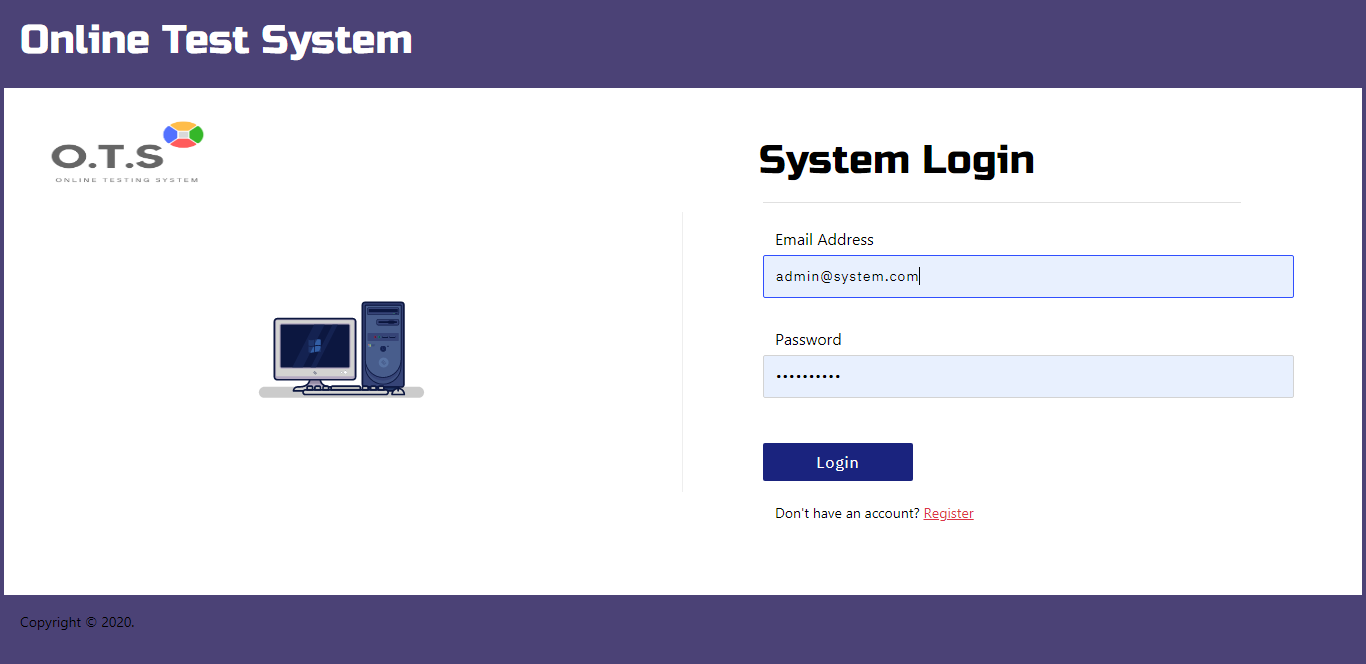 Online Test System
O.T.S
ONLINE TESTING SYSTEM
System Login
Email Address
admin@system.com
Password
••••••••••
Login
Don't have an account? Register
Copyright © 2020.